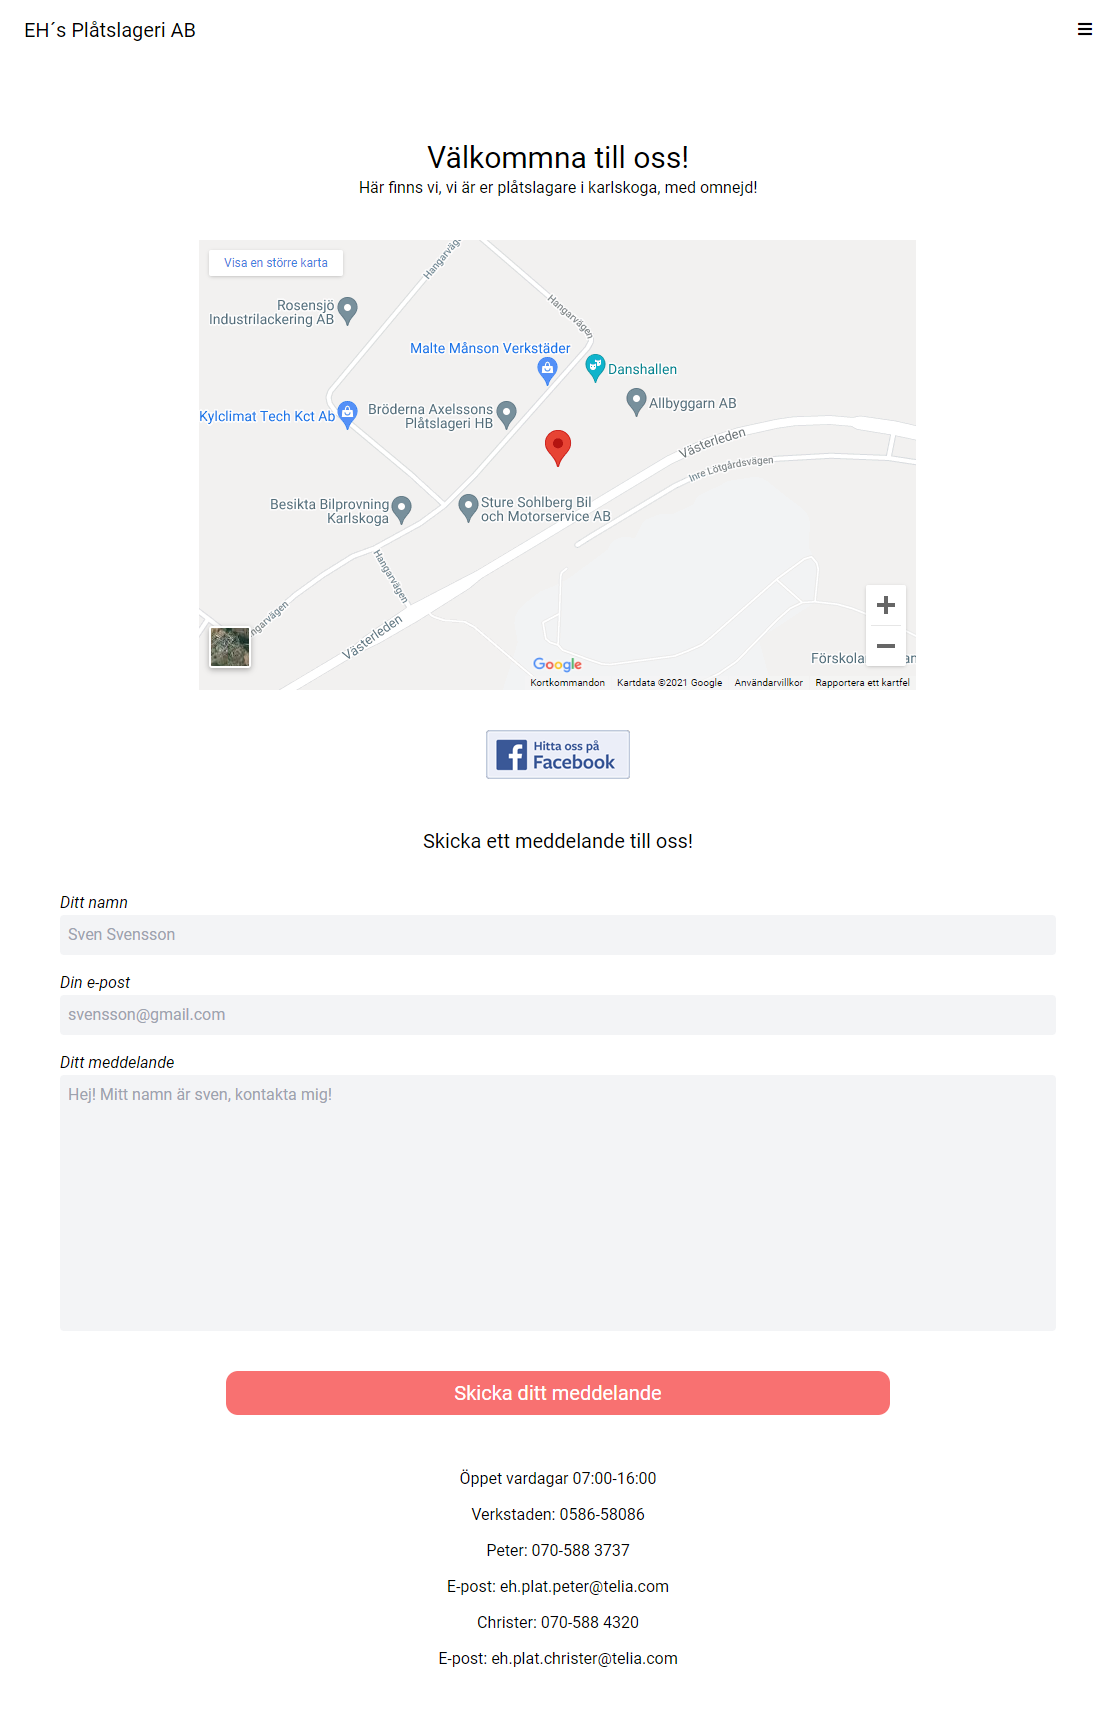 EH´s Plåtslageri AB
Välkommna till oss!
Här finns vi, vi är er plåtslagare i karlskoga, med omnejd!
Visa en större karta
Hangarvägen
Rosensjö
Industrilackering AB
Hangarvägen
Malte Månson Verkstäder
Danshallen
Kylclimat Tech Kct Ab
Bröderna Axelssons
Plåtslageri HB
Allbyggarn AB
Västerleden
Inre Lötgårdsvägen
Besikta Bilprovning
Karlskoga
Sture Sohlberg Bil
och Motorservice AB
Hangarvägen
Västerleden
Google
Kortkommandon
Kartdata ©2021 Google
Användarvillkor
Rapportera ett kartfel
Hitta oss på
Facebook
Skicka ett meddelande till oss!
Ditt namn
Sven Svensson
Din e-post
svensson@gmail.com
Ditt meddelande
Hej! Mitt namn är sven, kontakta mig!
Skicka ditt meddelande
Öppet vardagar 07:00-16:00
Verkstaden: 0586-58086
Peter: 070-588 3737
E-post: eh.plat.peter@telia.com
Christer: 070-588 4320
E-post: eh.plat.christer@telia.com